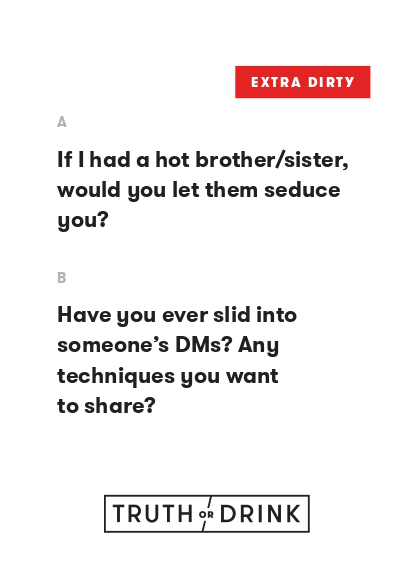 EXTRA DIRTY
A
If I had a hot brother/sister,
would you let them seduce
you?
B
Have you ever slid into
someone’s DMs? Any
techniques you want
to share?
TRUTH OR DRINK